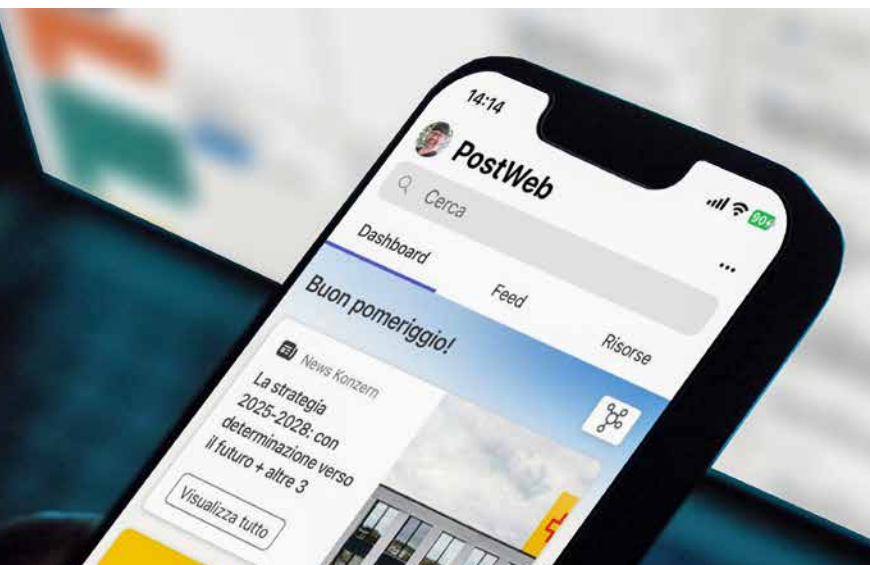 14:14
90
PostWeb
Cerca
Dashboard
Feed
Risorse
Buon pomeriggio!
News Konzern
La strategia
2025-2028: con
determinazione verso
il futuro + altre 3
Visualizza tutto